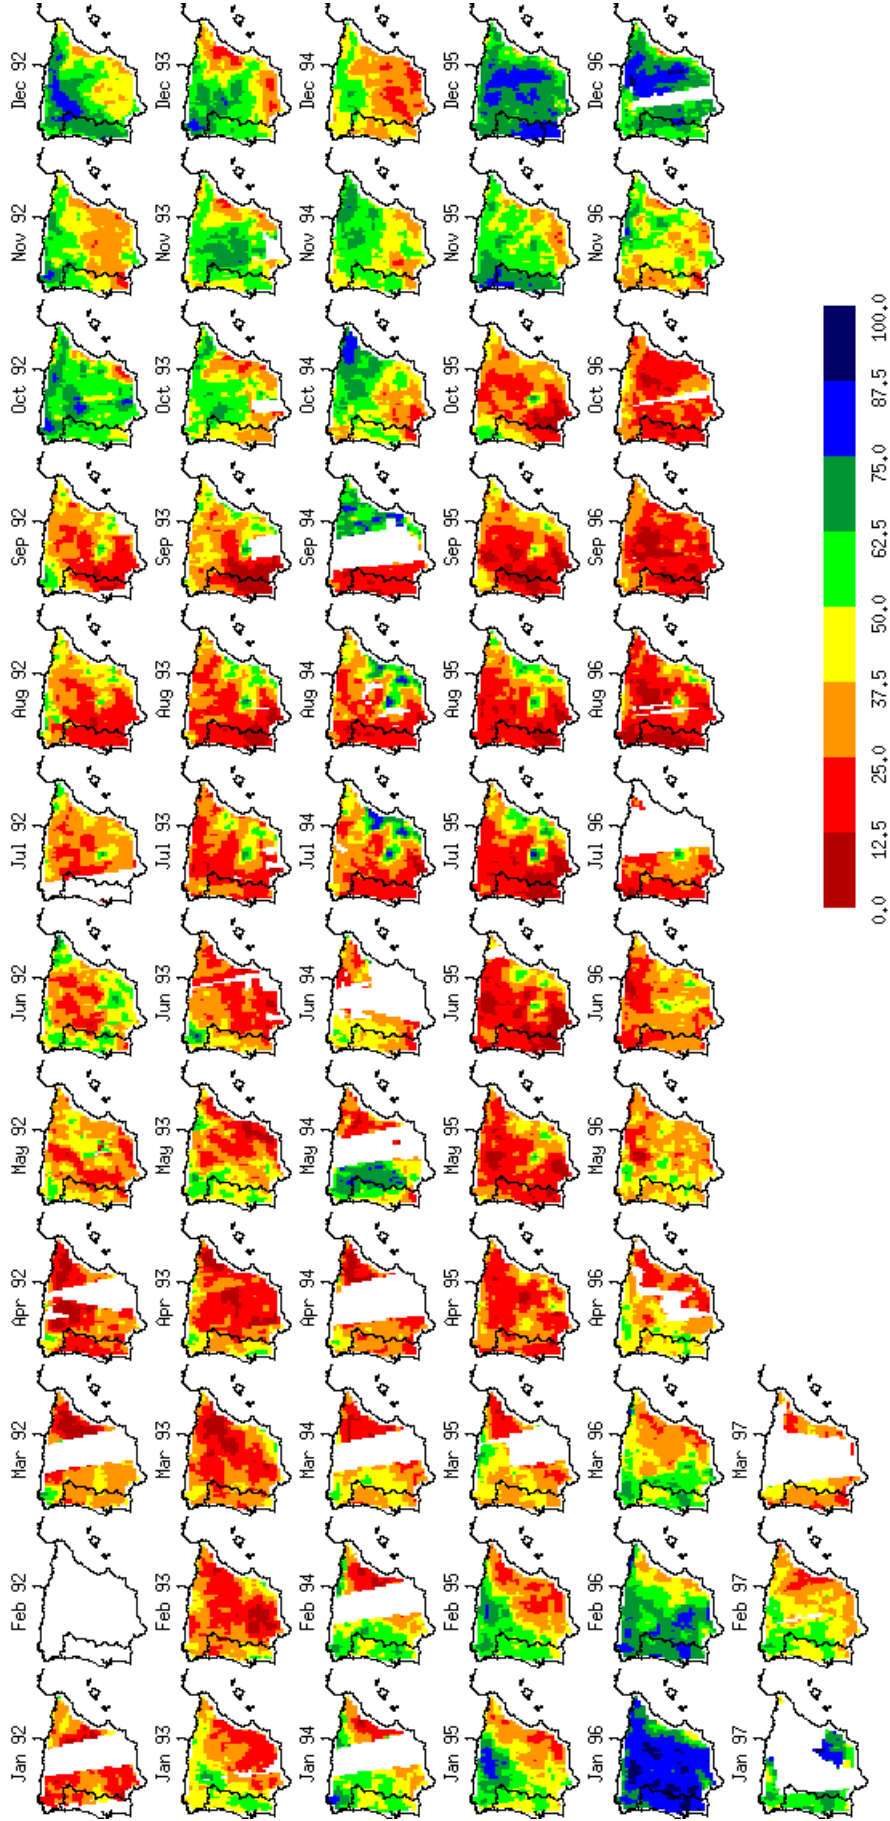 Jan 92 Feb 92 Mar 92 Apr 92 May 92 Jun 92 Jul 92 Aug 92 Sep 92 Oct 92 Nov 92 Dec 92
Jan 93 Feb 93 Mar 93 Apr 93 May 93 Jun 93 Jul 93 Aug 93 Sep 93 Oct 93 Nov 93 Dec 93
Jan 94 Feb 94 Mar 94 Apr 94 May 94 Jun 94 Jul 94 Aug 94 Sep 94 Oct 94 Nov 94 Dec 94
Jan 95 Feb 95 Mar 95 Apr 95 May 95 Jun 95 Jul 95 Aug 95 Sep 95 Oct 95 Nov 95 Dec 95
Jan 96 Feb 96 Mar 96 Apr 96 May 96 Jun 96 Jul 96 Aug 96 Sep 96 Oct 96 Nov 96 Dec 96
Jan 97 Feb 97 Mar 97
0.0 12.5 25.0 37.5 50.0 62.5 75.0 87.5 100.0